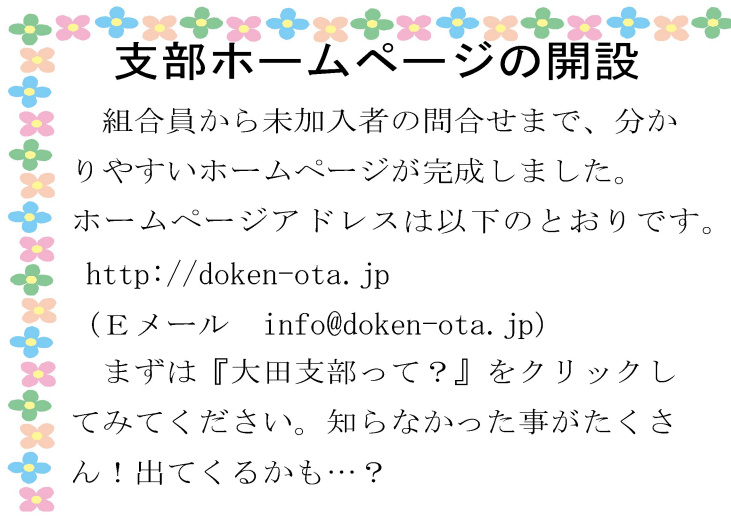 支部ホームページの開設
組合員から未加入者の問合せまで、分か
りやすいホームページが完成しました。
ホームページアドレスは以下のとおりです。
http://doken-ota.jp
（Ｅメール　info@doken-ota.jp）
まずは『大田支部って？』をクリックし
てみてください。知らなかった事がたくさ
ん！出てくるかも…？